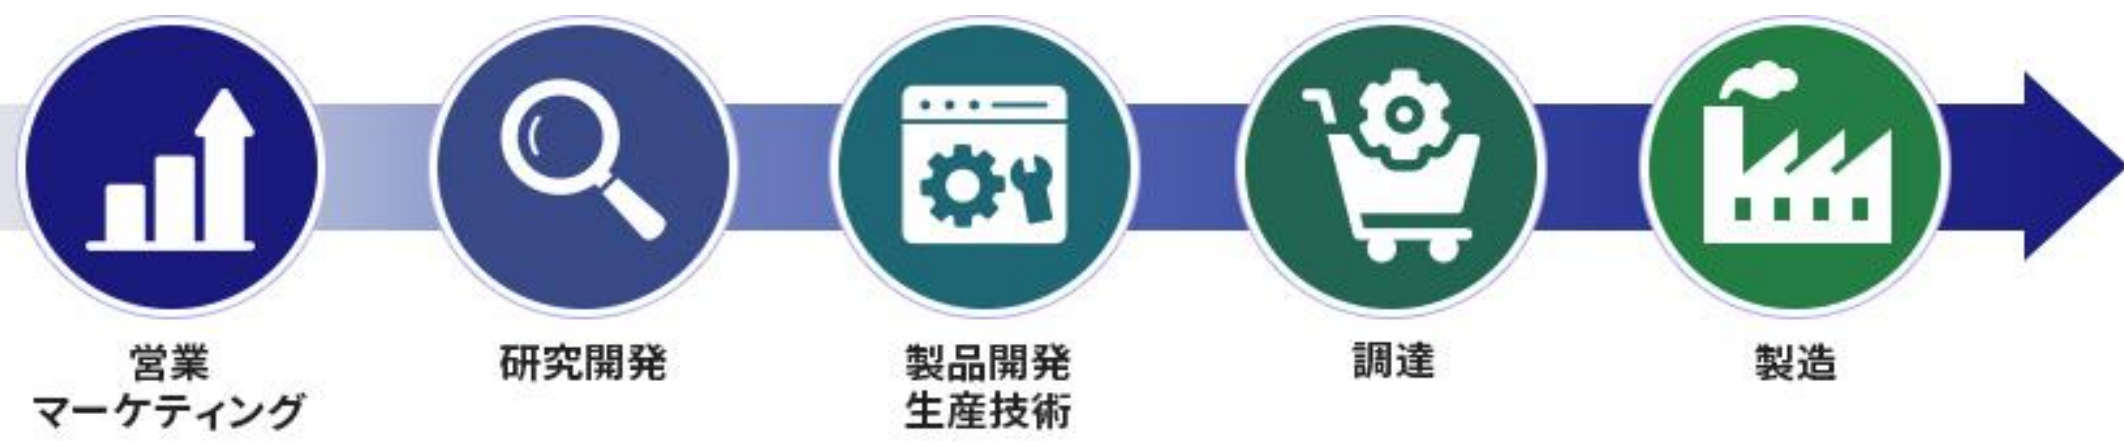 営業
マーケティング
研究開発
製品開発
生産技術
調達
製造